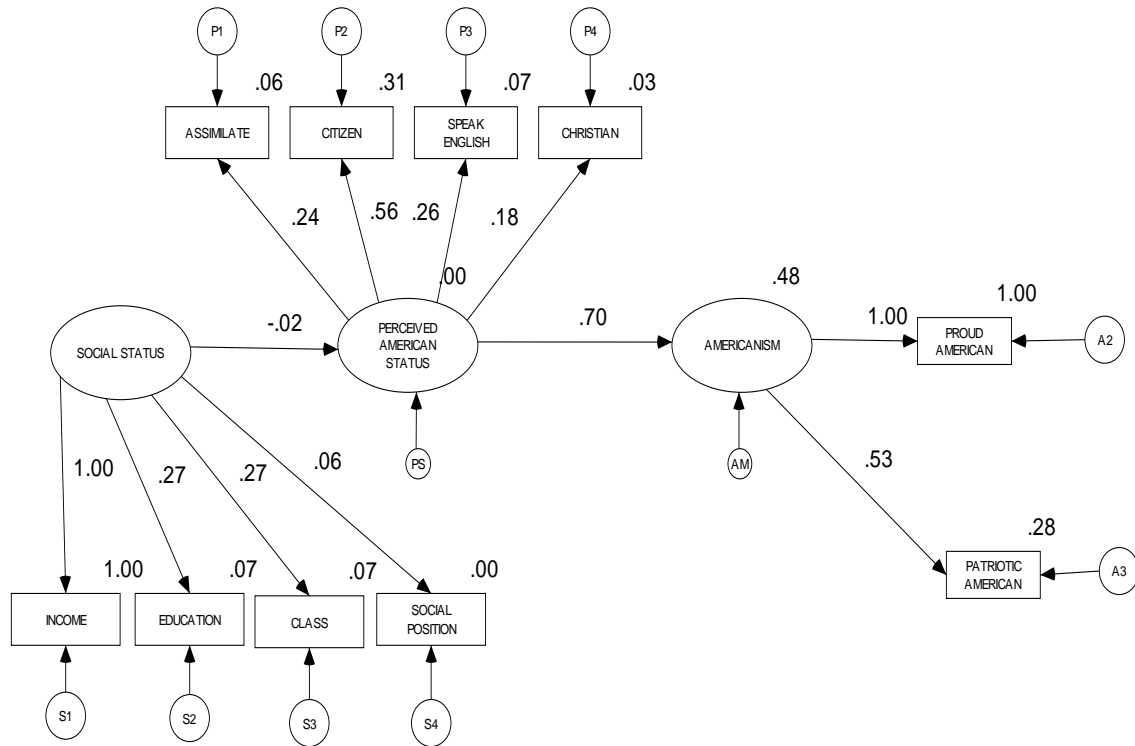 P1 P2 P3 P4
.06 .31 .07 .03
ASSIMILATE CITIZEN SPEAK ENGLISH CHRISTIAN
.24 .56 .26 .18
.00 .48 1.00
-.02 .70 1.00
SOCIAL STATUS PERCEIVED AMERICAN STATUS AMERICANISM PROUD AMERICAN A2
PS AM
1.00 .27 .27 .06 .53
1.00 .07 .07 .00 .28
INCOME EDUCATION CLASS SOCIAL POSITION PATRIOTIC AMERICAN A3
S1 S2 S3 S4